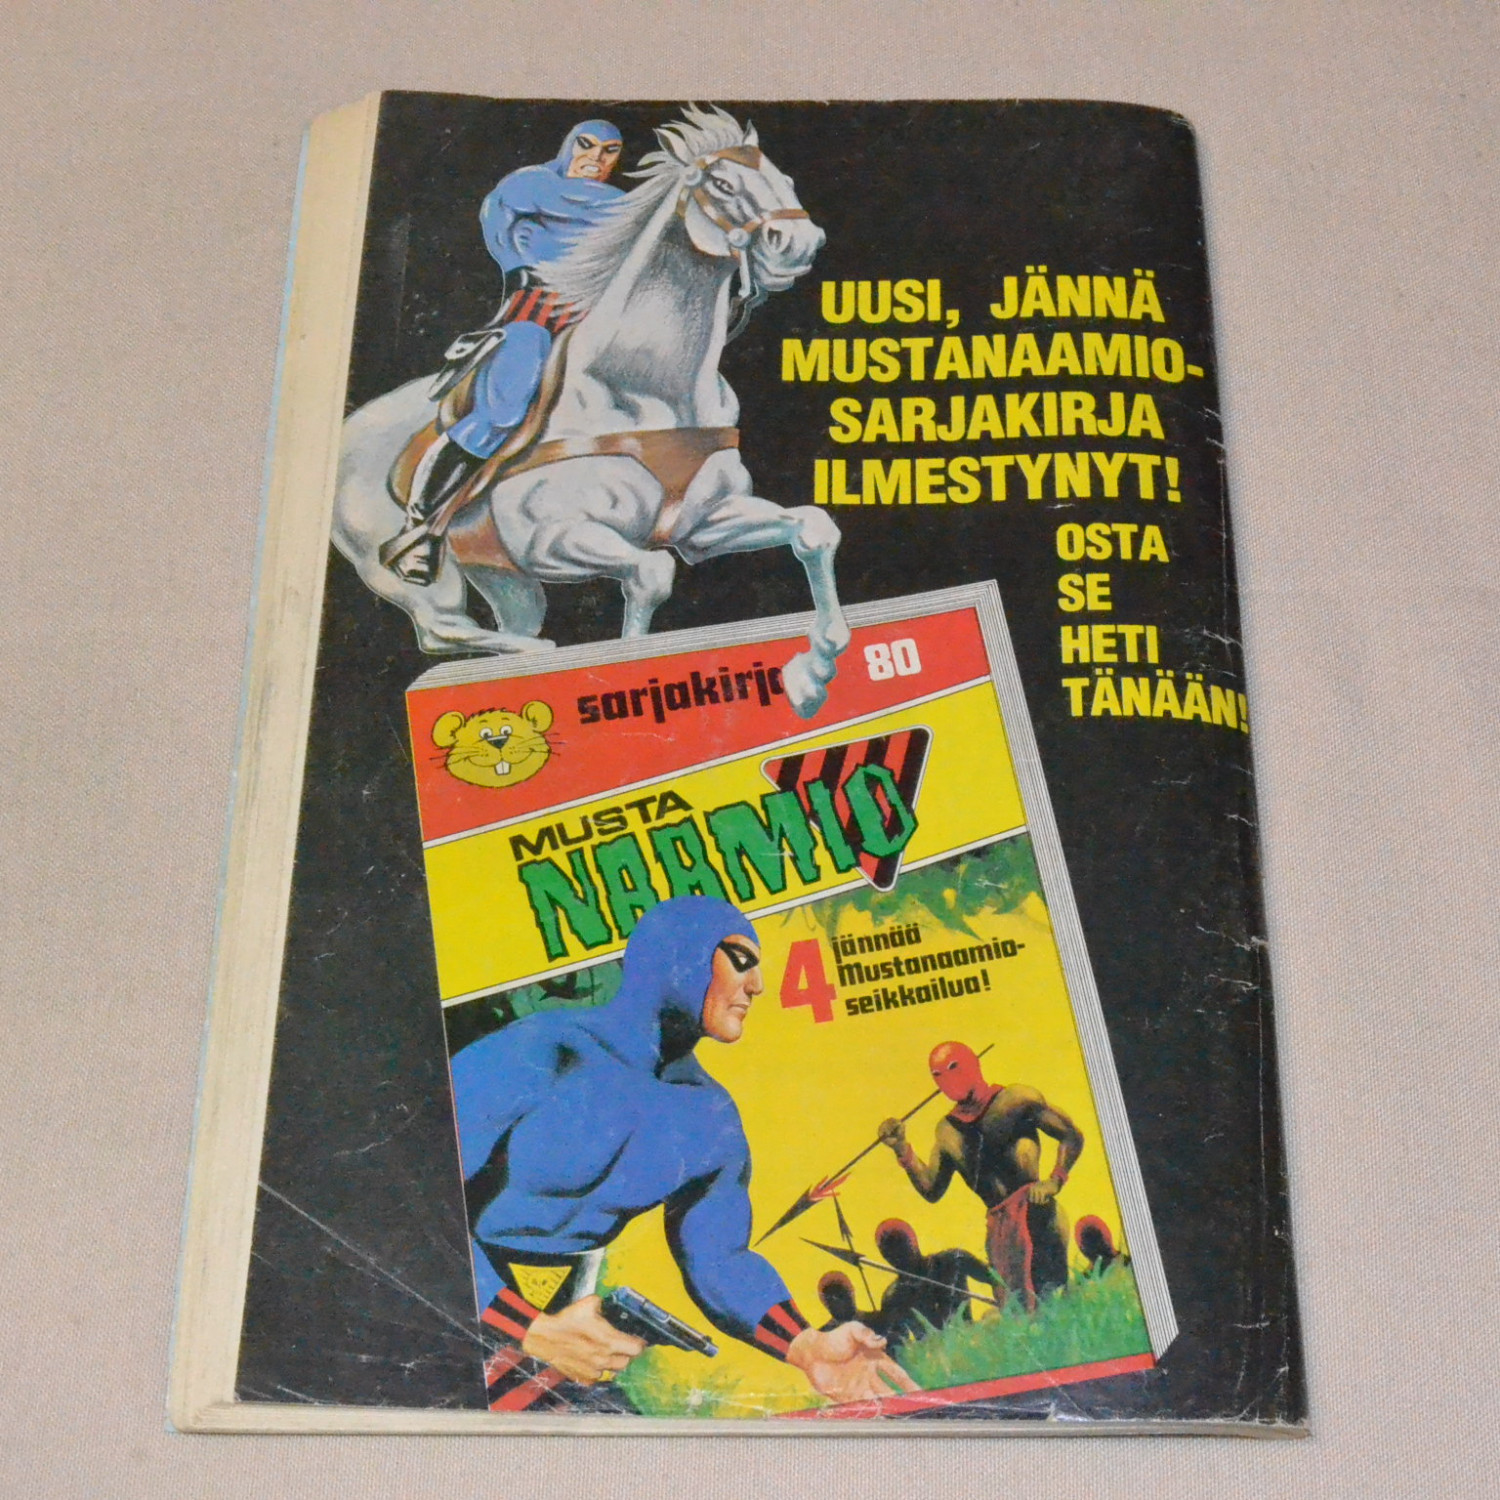 UUSI, JÄNNÄ
MUSTANAAMIO-
SARJAKIRJA
ILMESTYNYT!
OSTA
SE
HETI
TÄNÄÄN!
sarjakirja 80
MUSTA
NAAMIO
4 jännää
Mustanaamio-
seikkailua!